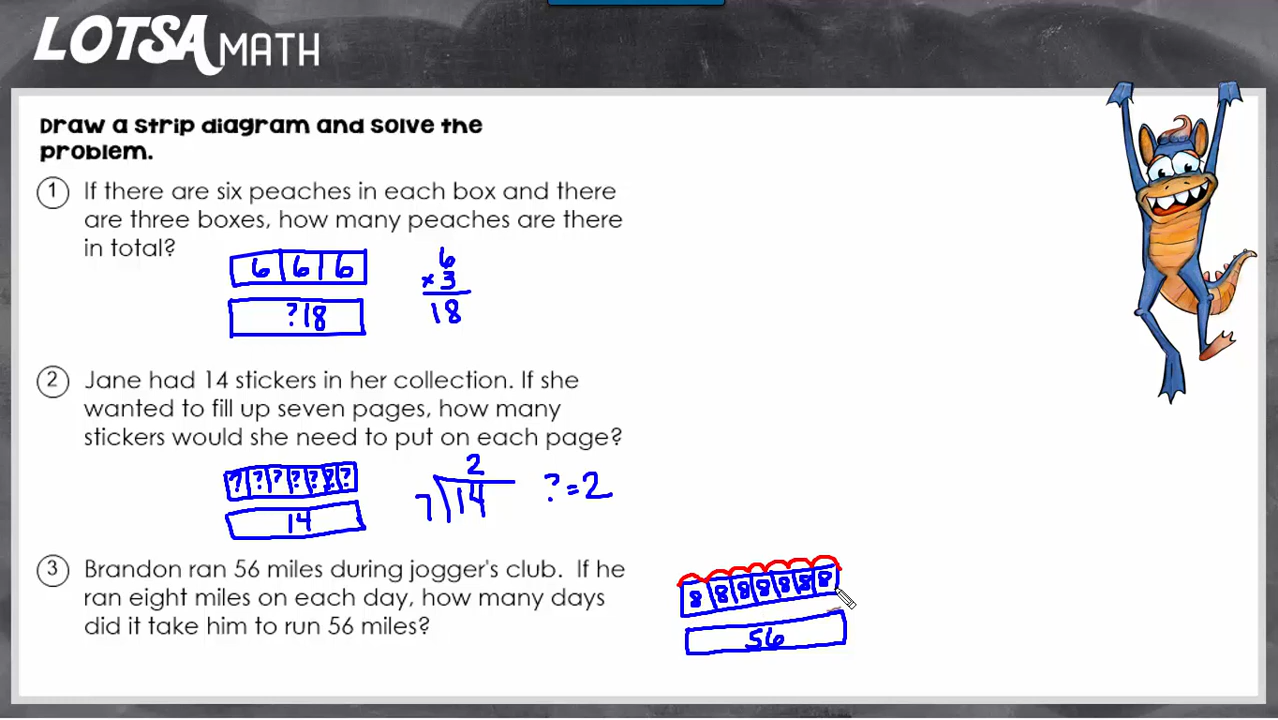 LOTSA MATH
Draw a strip diagram and solve the
problem.
1 If there are six peaches in each box and there
are three boxes, how many peaches are there
in total?
6 6 6
? 18
6
× 3
18
2 Jane had 14 stickers in her collection. If she
wanted to fill up seven pages, how many
stickers would she need to put on each page?
? ? ? ? ? ? ?
14
2
7 14
? = 2
3 Brandon ran 56 miles during jogger's club. If he
ran eight miles on each day, how many days
did it take him to run 56 miles?
8 8 8 8 8 8 8
56